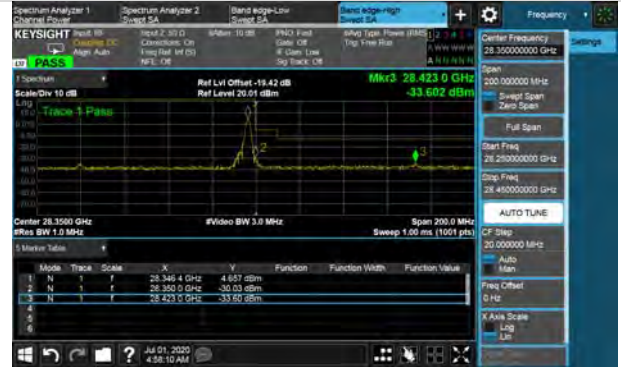 Spectrum Analyzer 1
Channel Power
Spectrum Analyzer 2
Swept SA
Band edge-Low
Swept SA
Band edge-High
Swept SA
+
Frequency
KEYSIGHT
Input: RF
Coupling: DC
Align: Auto
Input Z: 50 Ω
Corrections: On
Freq Ref: Int (S)
NFE: Off
#Atten: 10 dB
PNO: Fast
Gate: Off
IF Gain: Low
Sig Track: Off
#Avg Type: Power (RMS)
Trig: Free Run
PASS
1 Spectrum
Scale/Div 10 dB
Ref Lvl Offset -19.42 dB
Ref Level 20.01 dBm
Mkr3 28.423 0 GHz
-33.602 dBm
Log
Trace 1 Pass
2
3
Center 28.3500 GHz
#Video BW 3.0 MHz
Span 200.0 MHz
#Res BW 1.0 MHz
Sweep 1.00 ms (1001 pts)
5 Marker Table
Mode Trace Scale X Y Function Function Width Function Value
1 N 1 f 28.346 4 GHz 4.657 dBm
2 N 1 f 28.350 0 GHz -30.03 dBm
3 N 1 f 28.423 0 GHz -33.60 dBm
4
5
6
Jul 01, 2020
4:58:10 AM
Center Frequency
28.350000000 GHz
Settings
Span
200.000000 MHz
Swept Span
Zero Span
Full Span
Start Freq
28.250000000 GHz
Stop Freq
28.450000000 GHz
AUTO TUNE
CF Step
20.000000 MHz
Auto
Man
Freq Offset
0 Hz
X Axis Scale
Log
Lin